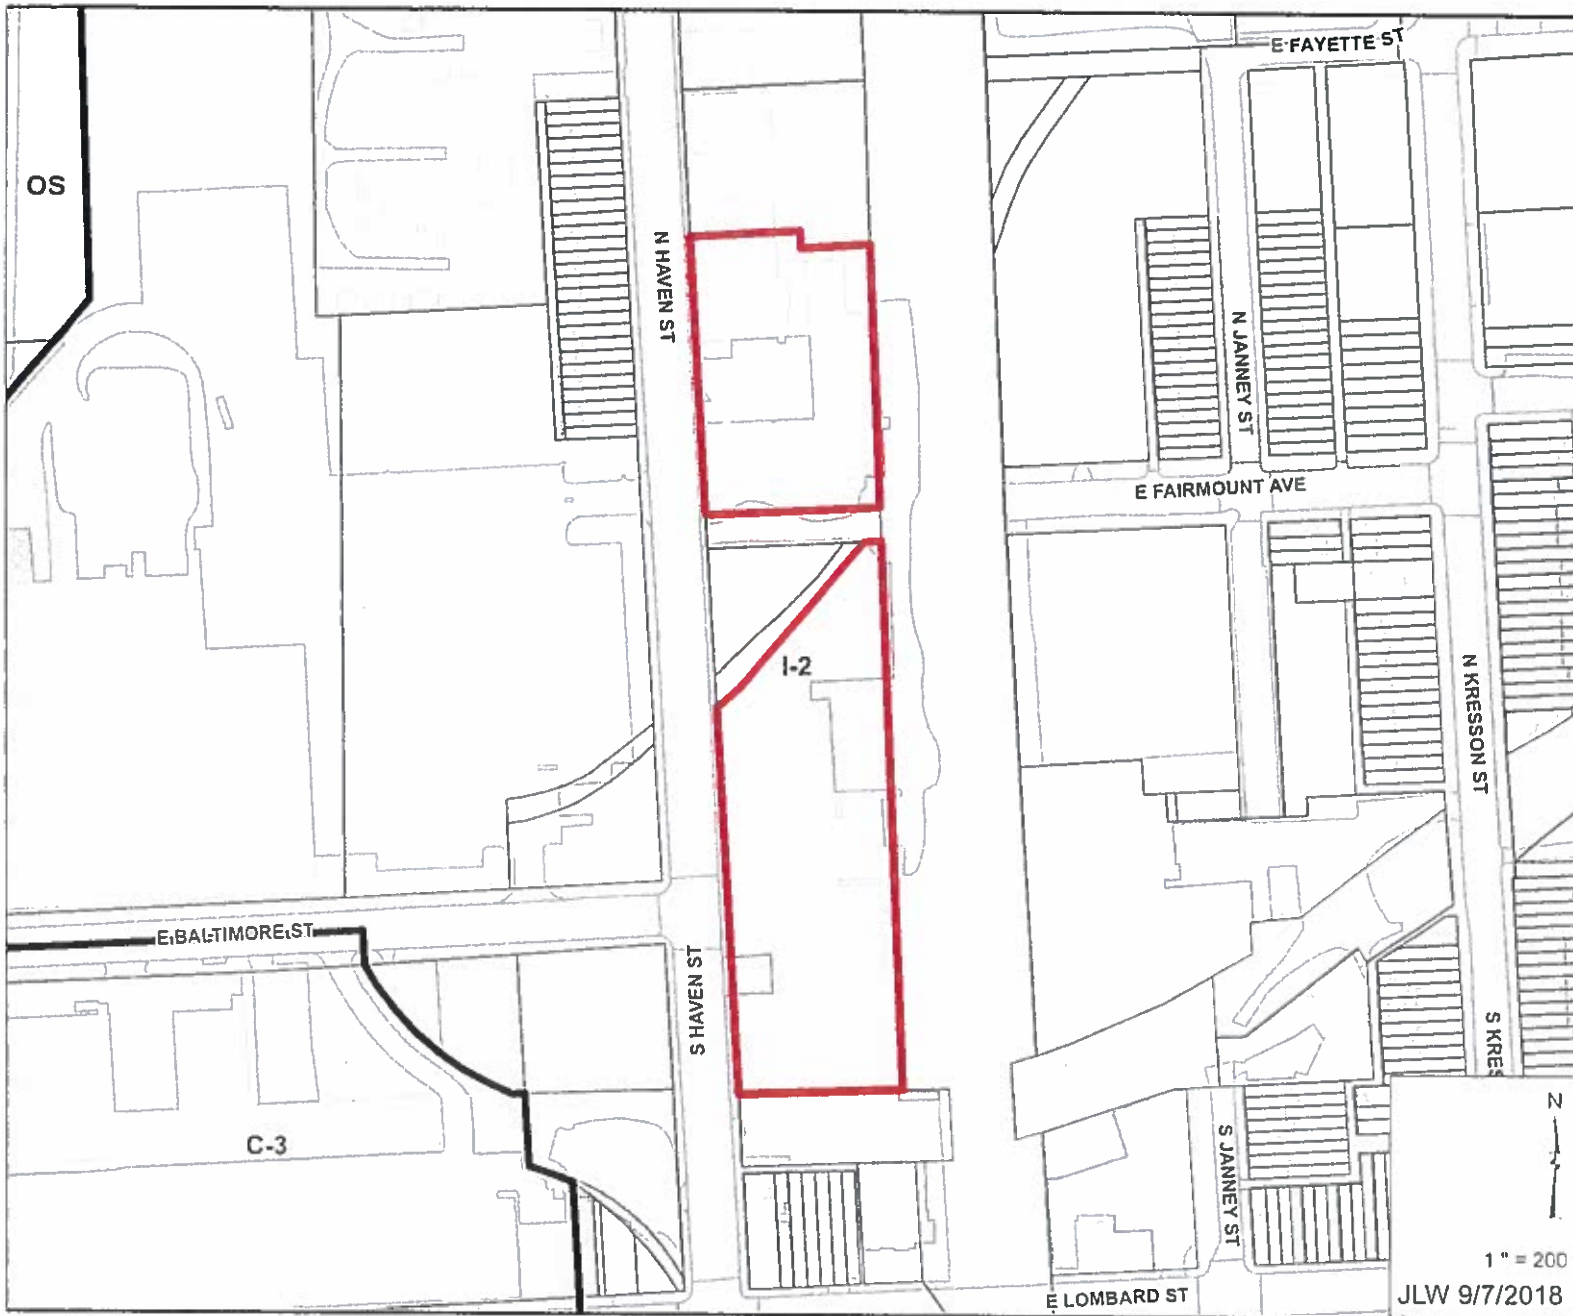 E FAYETTE ST
OS
N HAVEN ST
N JANNEY ST
E FAIRMOUNT AVE
I-2
N KRESSON ST
E BALTIMORE ST
S HAVEN ST
S KRES
C-3
S JANNEY ST
N
1 " = 200
E LOMBARD ST
JLW 9/7/2018